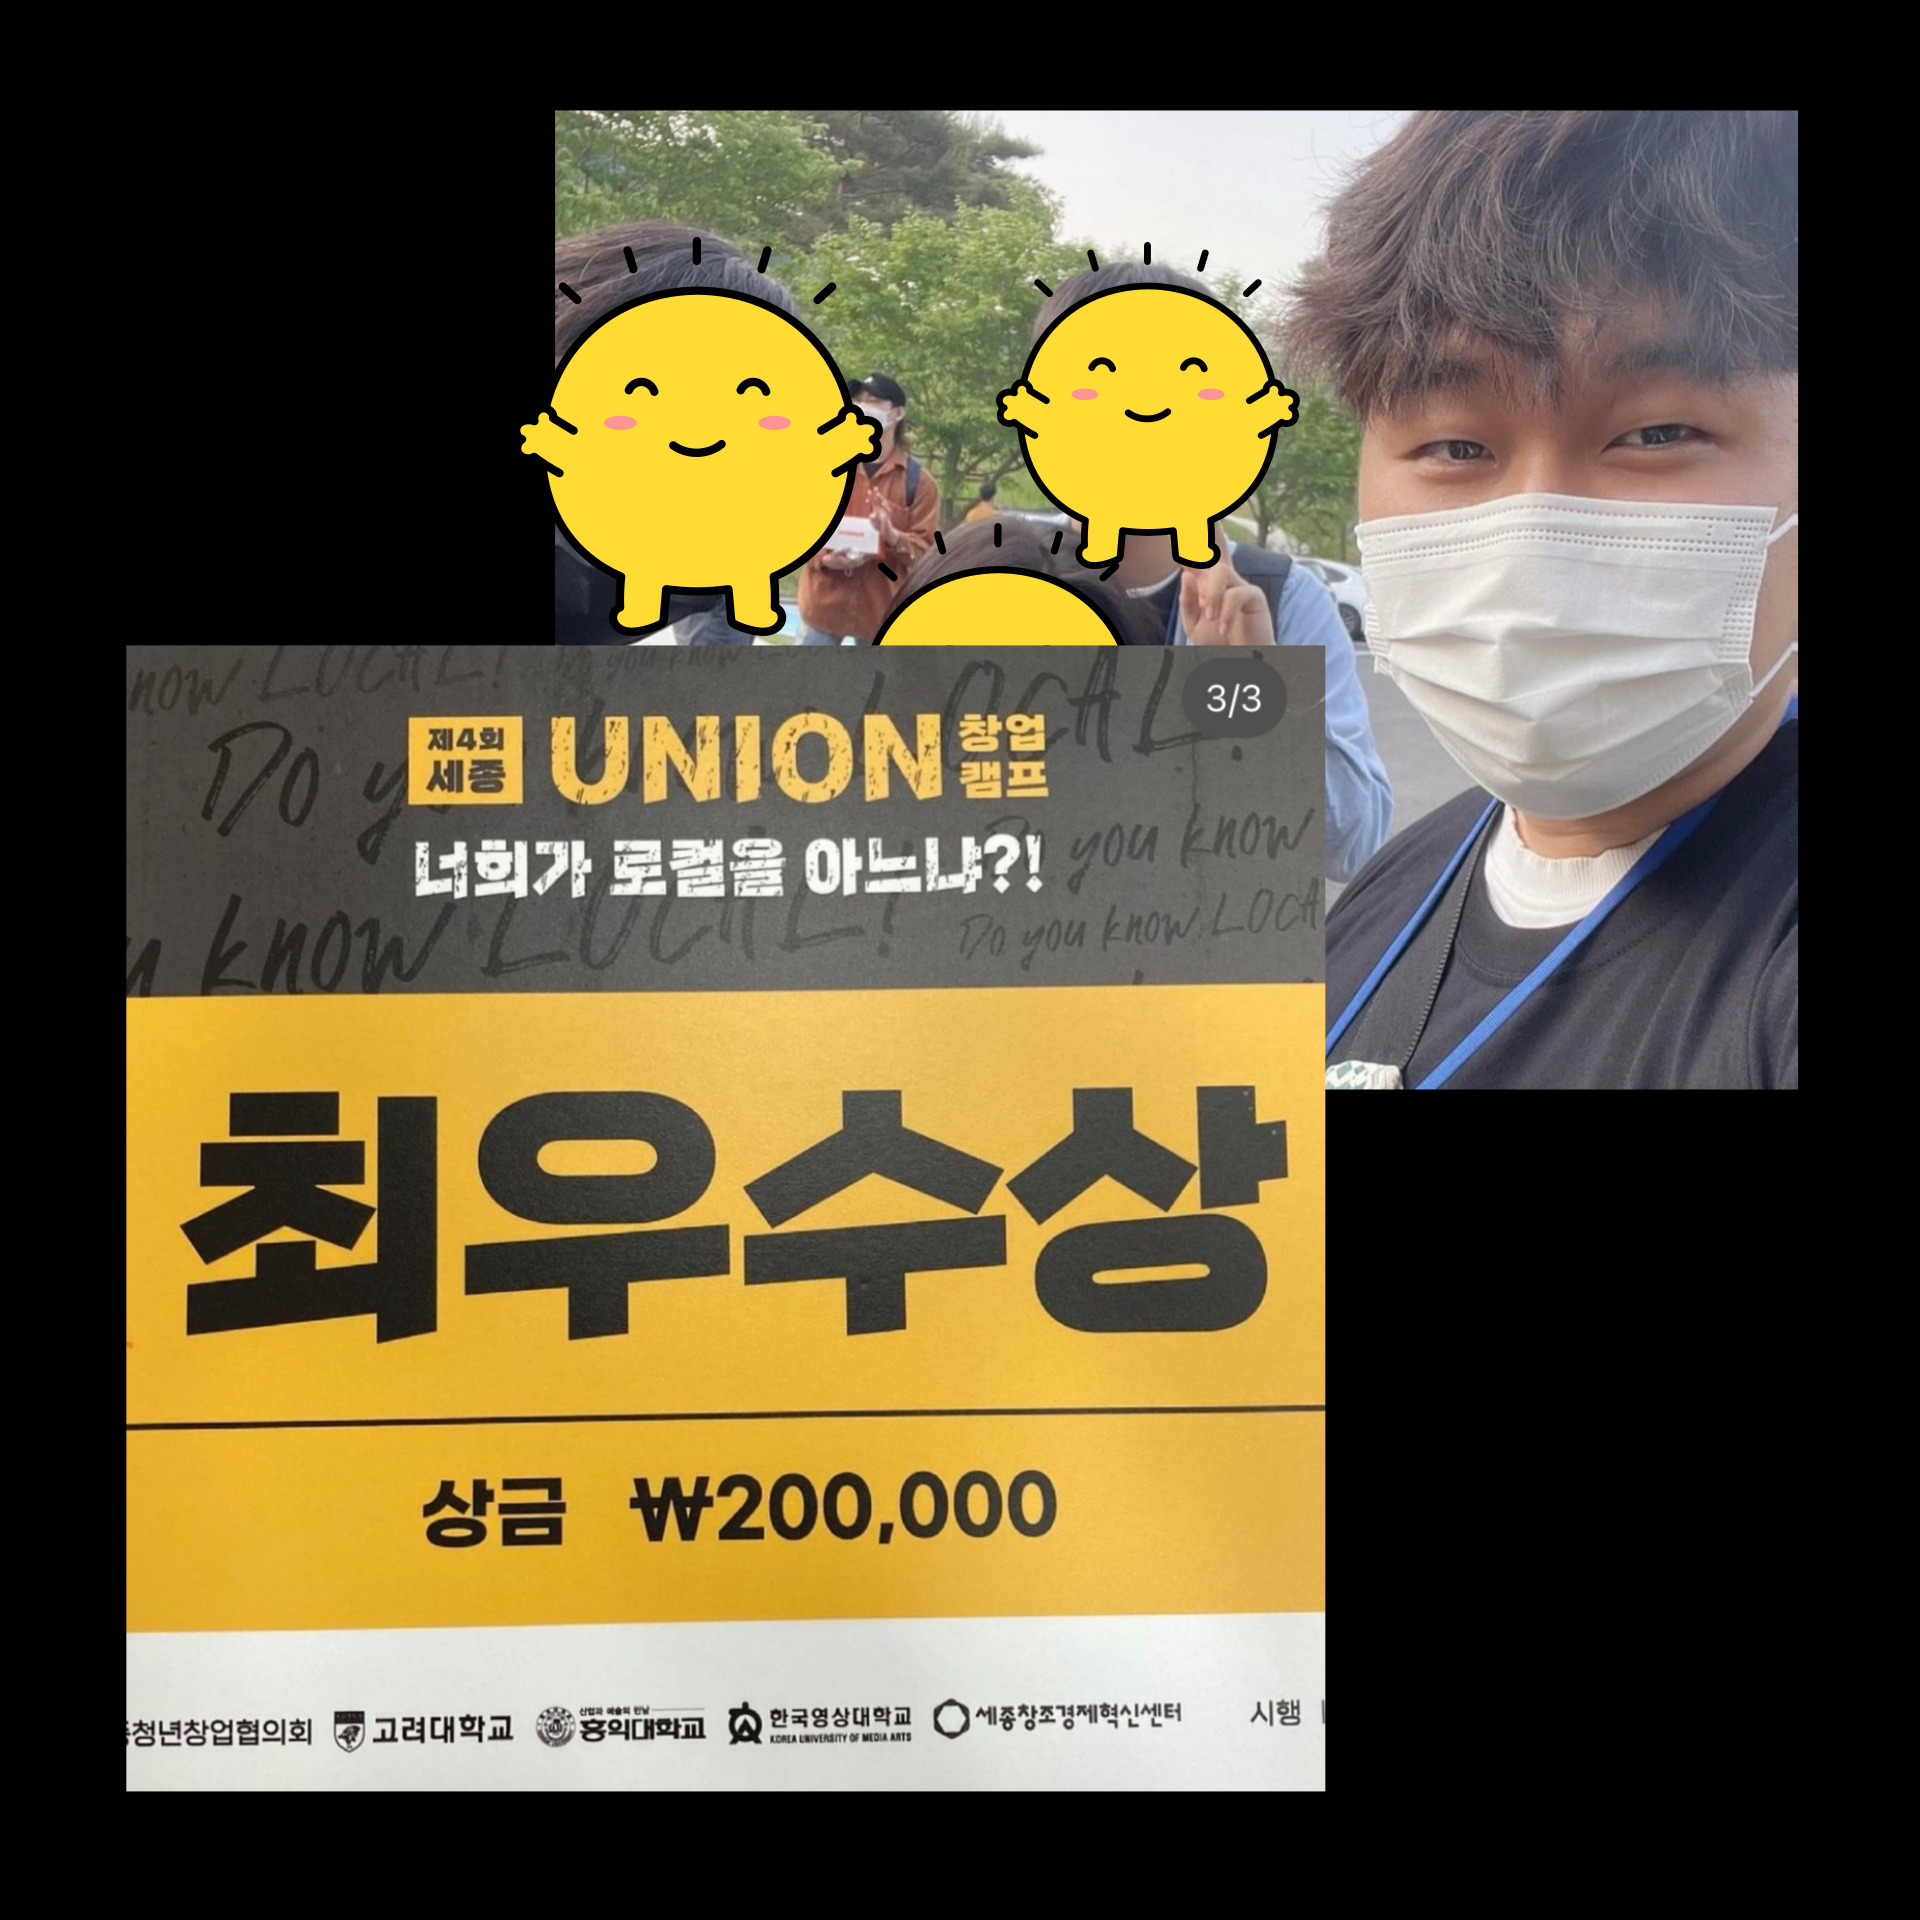 3/3
제4회
세종
UNION
창업
캠프
너희가 로컬을 아느냐?!
know LOCAL!
Do you know
LOCAL!
you know
u know LOCAL!
Do you know LOCA
최우수상
상금 ₩200,000
청년창업협의회
고려대학교
산업과 예술의 만남
홍익대학교
한국영상대학교
KOREA UNIVERSITY OF MEDIA ARTS
세종창조경제혁신센터
시행